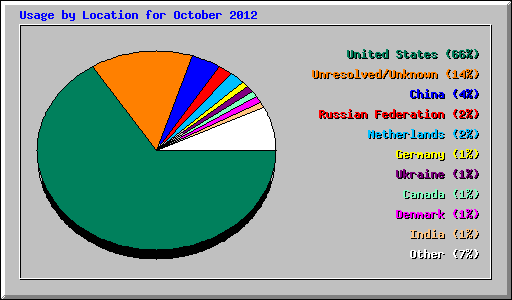 Usage by Location for October 2012
United States (66%)
Unresolved/Unknown (14%)
China (4%)
Russian Federation (2%)
Netherlands (2%)
Germany (1%)
Ukraine (1%)
Canada (1%)
Denmark (1%)
India (1%)
Other (7%)